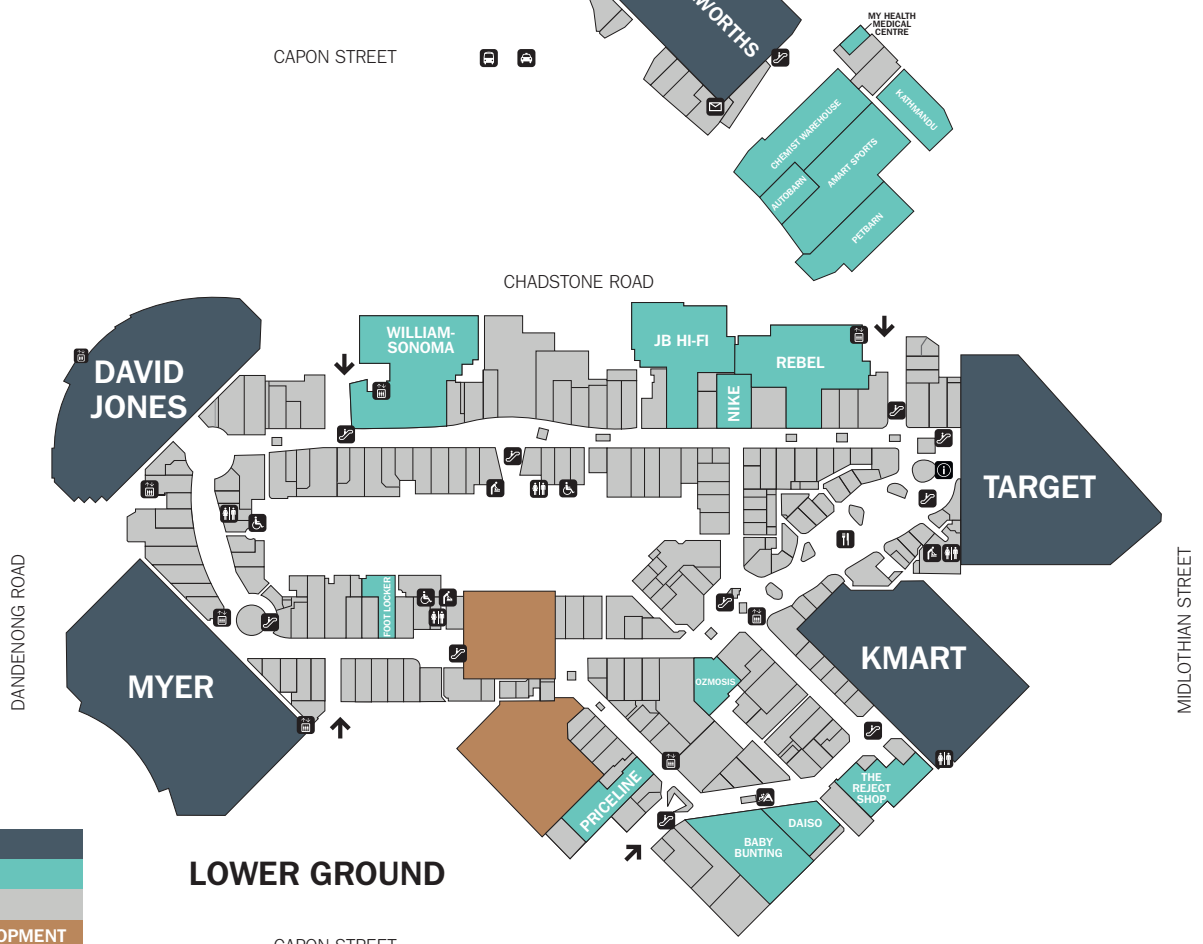 MY HEALTH
MEDICAL
CENTRE
WORTHS
CAPON STREET
KATHMANDU
CHEMIST WAREHOUSE
AMART SPORTS
AUTOBARN
PETBARN
CHADSTONE ROAD
WILLIAM-
SONOMA
JB HI-FI
REBEL
NIKE
DAVID
JONES
TARGET
DANDENONG ROAD
MIDLOTHIAN STREET
FOOT LOCKER
MYER
KMART
OZMOSIS
PRICELINE
THE
REJECT
SHOP
DAISO
BABY
BUNTING
LOWER GROUND
OPMENT
CAPON STREET